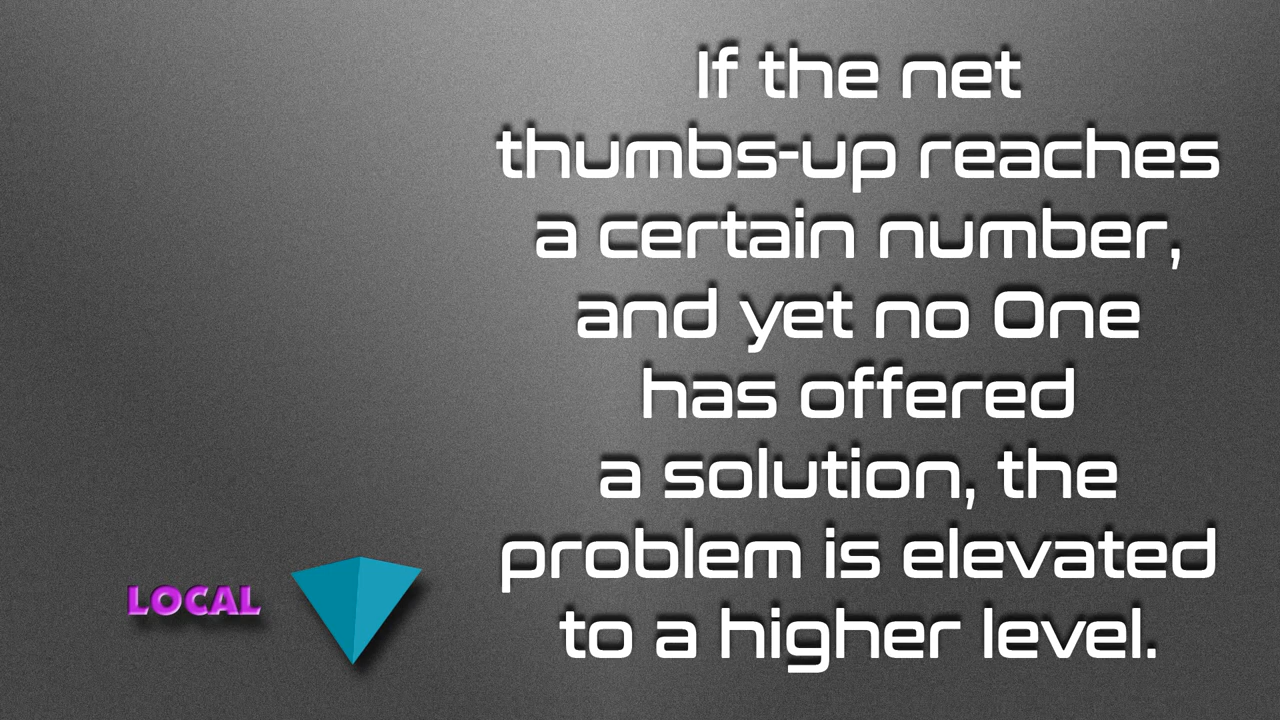 If the net
thumbs-up reaches
a certain number,
and yet no One
has offered
a solution, the
problem is elevated
to a higher level.
LOCAL